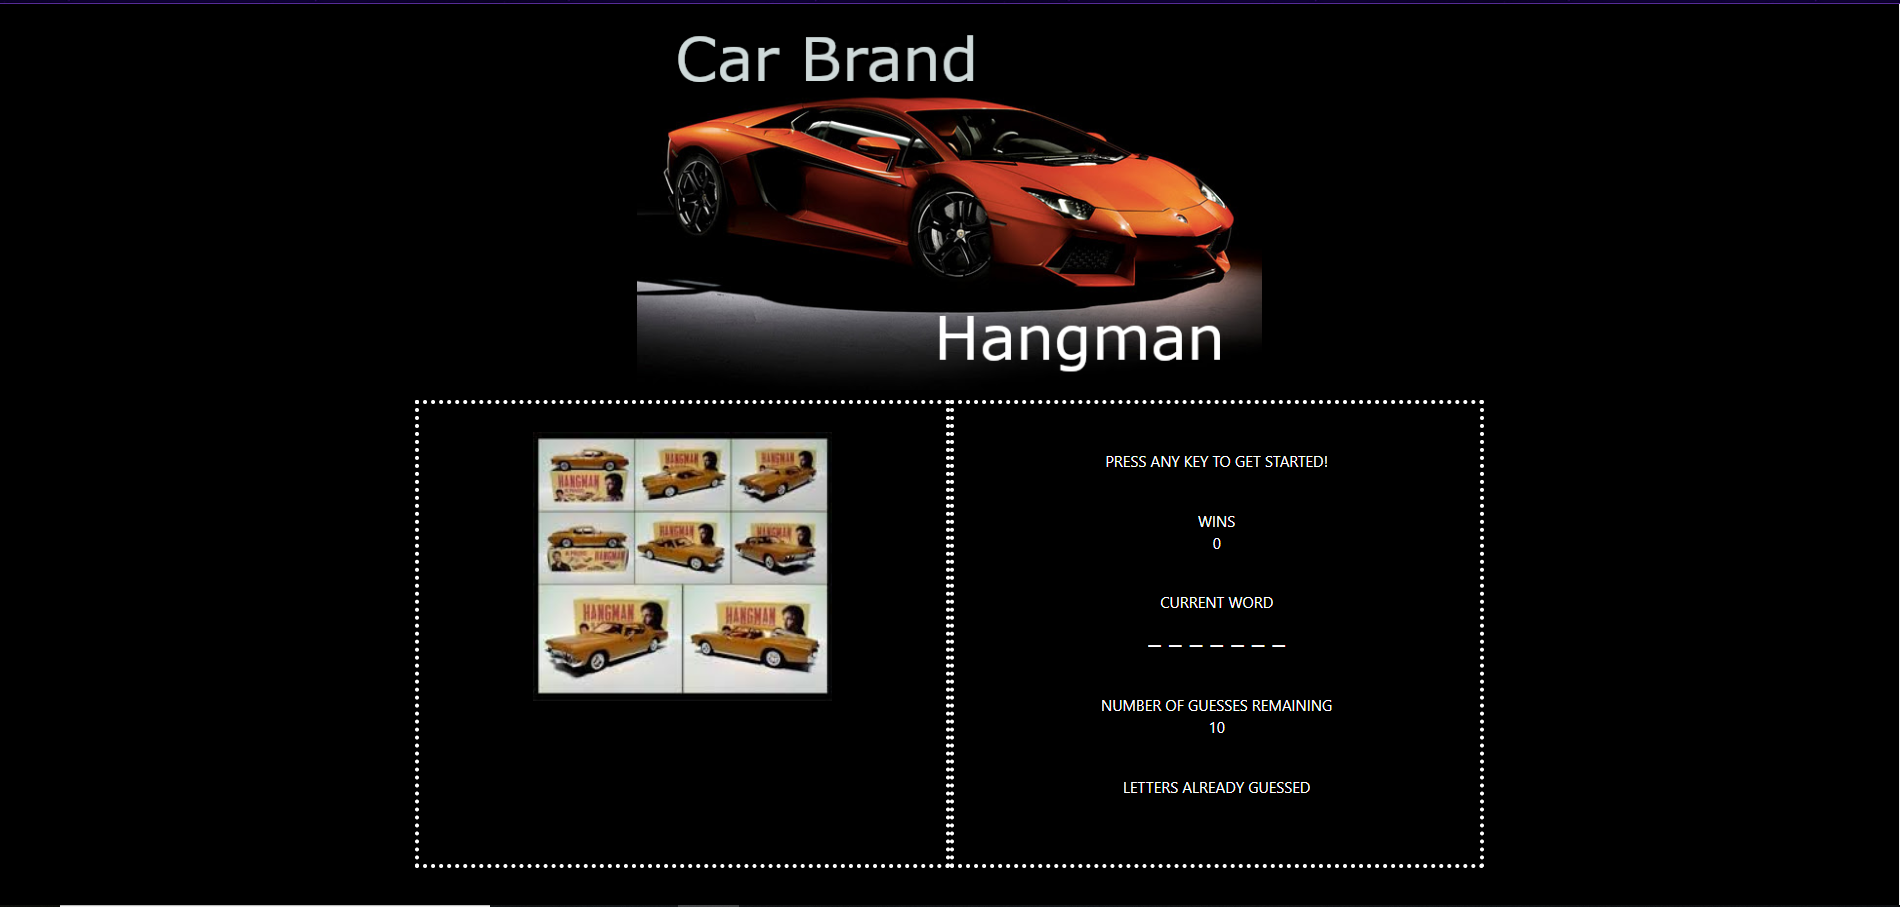 Car Brand
Hangman
HANGMAN
HANGMAN
HANGMAN
HANGMAN
HANGMAN
HANGMAN
HANGMAN
HANGMAN
PRESS ANY KEY TO GET STARTED!
WINS
0
CURRENT WORD
_ _ _ _ _ _ _
NUMBER OF GUESSES REMAINING
10
LETTERS ALREADY GUESSED